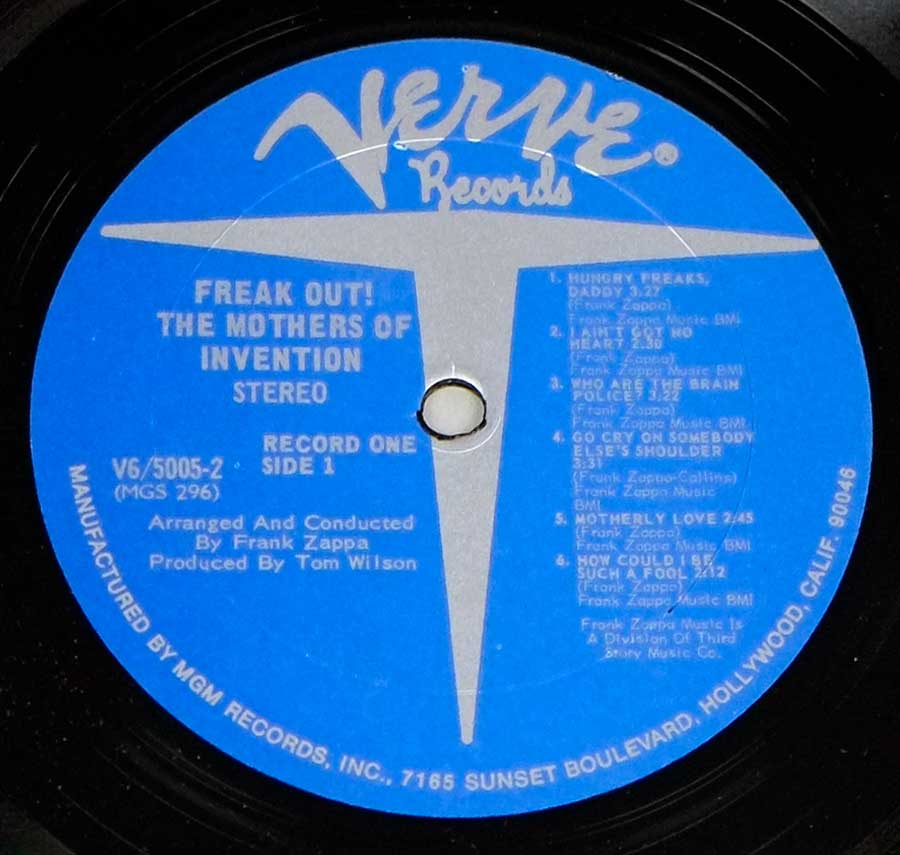 Verve®
Records
FREAK OUT!
THE MOTHERS OF
INVENTION
STEREO
RECORD ONE
SIDE 1
V6/5005-2
(MGS 296)
Arranged And Conducted
By Frank Zappa
Produced By Tom Wilson
1. HUNGRY FREAKS,
DADDY 3:27
(Frank Zappa)
Frank Zappa Music BMI
2. I AIN'T GOT NO
HEART 2:30
(Frank Zappa)
Frank Zappa Music BMI
3. WHO ARE THE BRAIN
POLICE? 3:22
(Frank Zappa)
Frank Zappa Music BMI
4. GO CRY ON SOMEBODY
ELSE'S SHOULDER
3:31
(Frank Zappa-Collins)
Frank Zappa Music
BMI
5. MOTHERLY LOVE 2:45
(Frank Zappa)
Frank Zappa Music BMI
6. HOW COULD I BE
SUCH A FOOL 2:12
(Frank Zappa)
Frank Zappa Music BMI
Frank Zappa Music Is
A Division Of Third
Story Music Co.
MANUFACTURED BY MGM RECORDS, INC., 7165 SUNSET BOULEVARD, HOLLYWOOD, CALIF. 90046